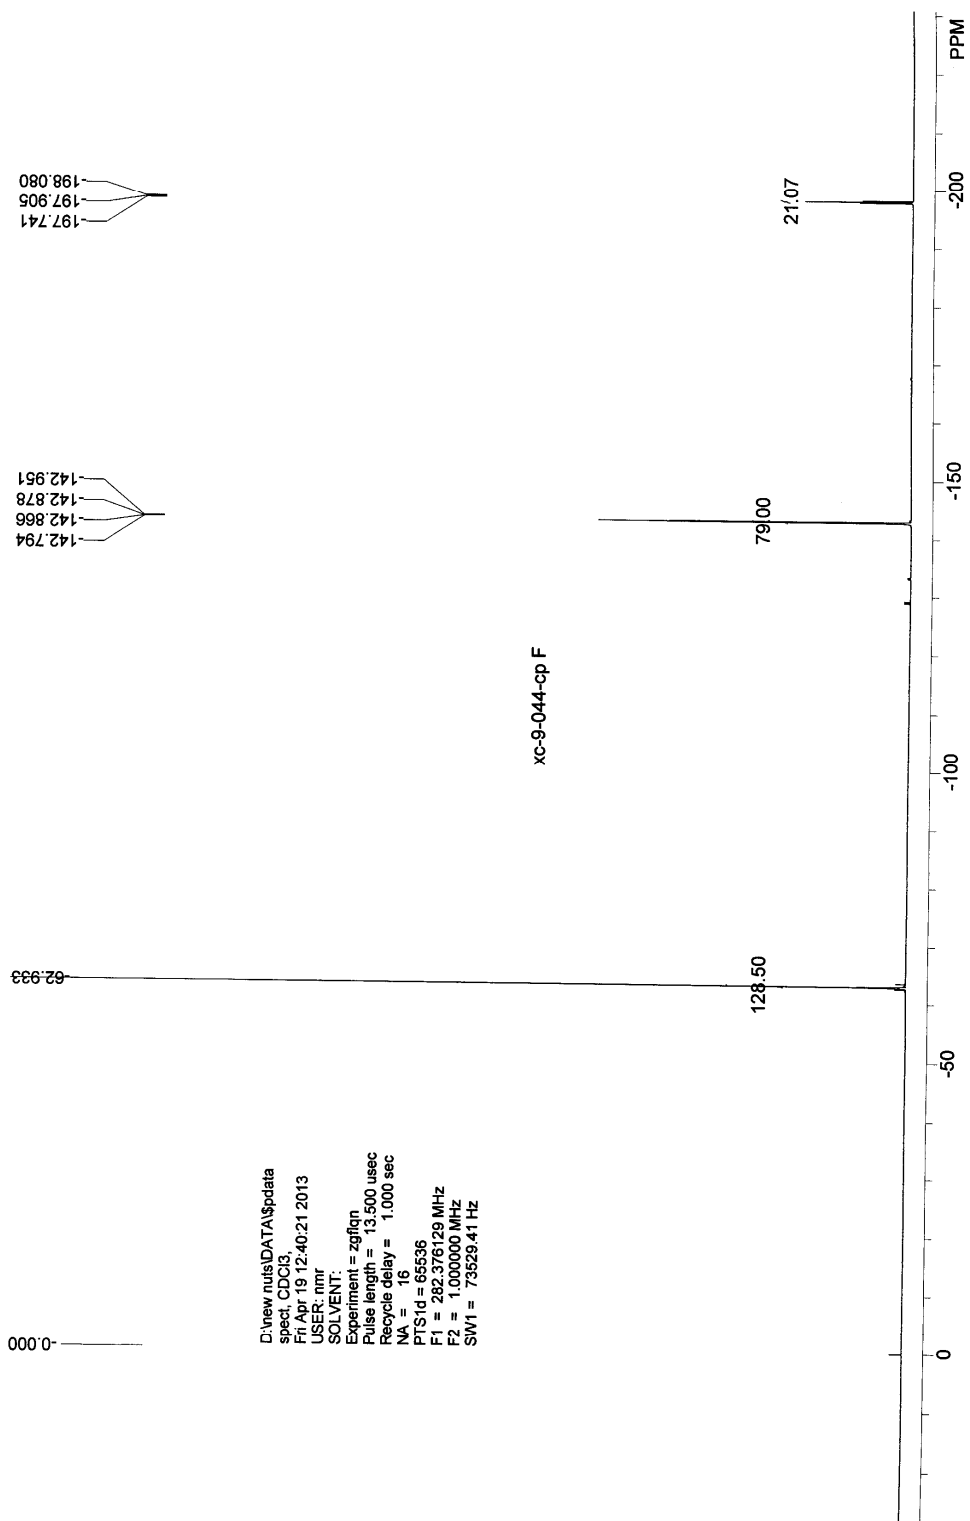 -0.000
-62.933
-142.794
-142.866
-142.878
-142.951
-197.741
-197.905
-198.080
D:\new nuts\DATA\$pdata
spect, CDCl3,
Fri Apr 19 12:40:21 2013
USER: nmr
SOLVENT:
Experiment = zgflqn
Pulse length = 13.500 usec
Recycle delay = 1.000 sec
NA = 16
PTS1d = 65536
F1 = 282.376129 MHz
F2 = 1.000000 MHz
SW1 = 73529.41 Hz
xc-9-044-cp F
128.50
79.00
21.07
0
-50
-100
-150
-200
PPM